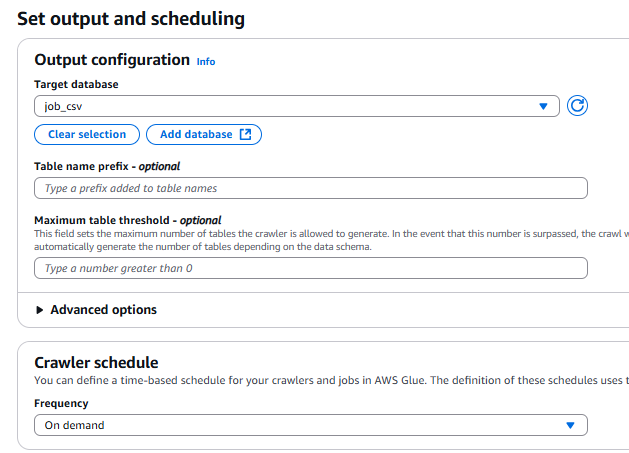 Set output and scheduling
Output configuration Info
Target database
job_csv
Clear selection Add database
Table name prefix - optional
Type a prefix added to table names
Maximum table threshold - optional
This field sets the maximum number of tables the crawler is allowed to generate. In the event that this number is surpassed, the crawl w
automatically generate the number of tables depending on the data schema.
Type a number greater than 0
Advanced options
Crawler schedule
You can define a time-based schedule for your crawlers and jobs in AWS Glue. The definition of these schedules uses t
Frequency
On demand